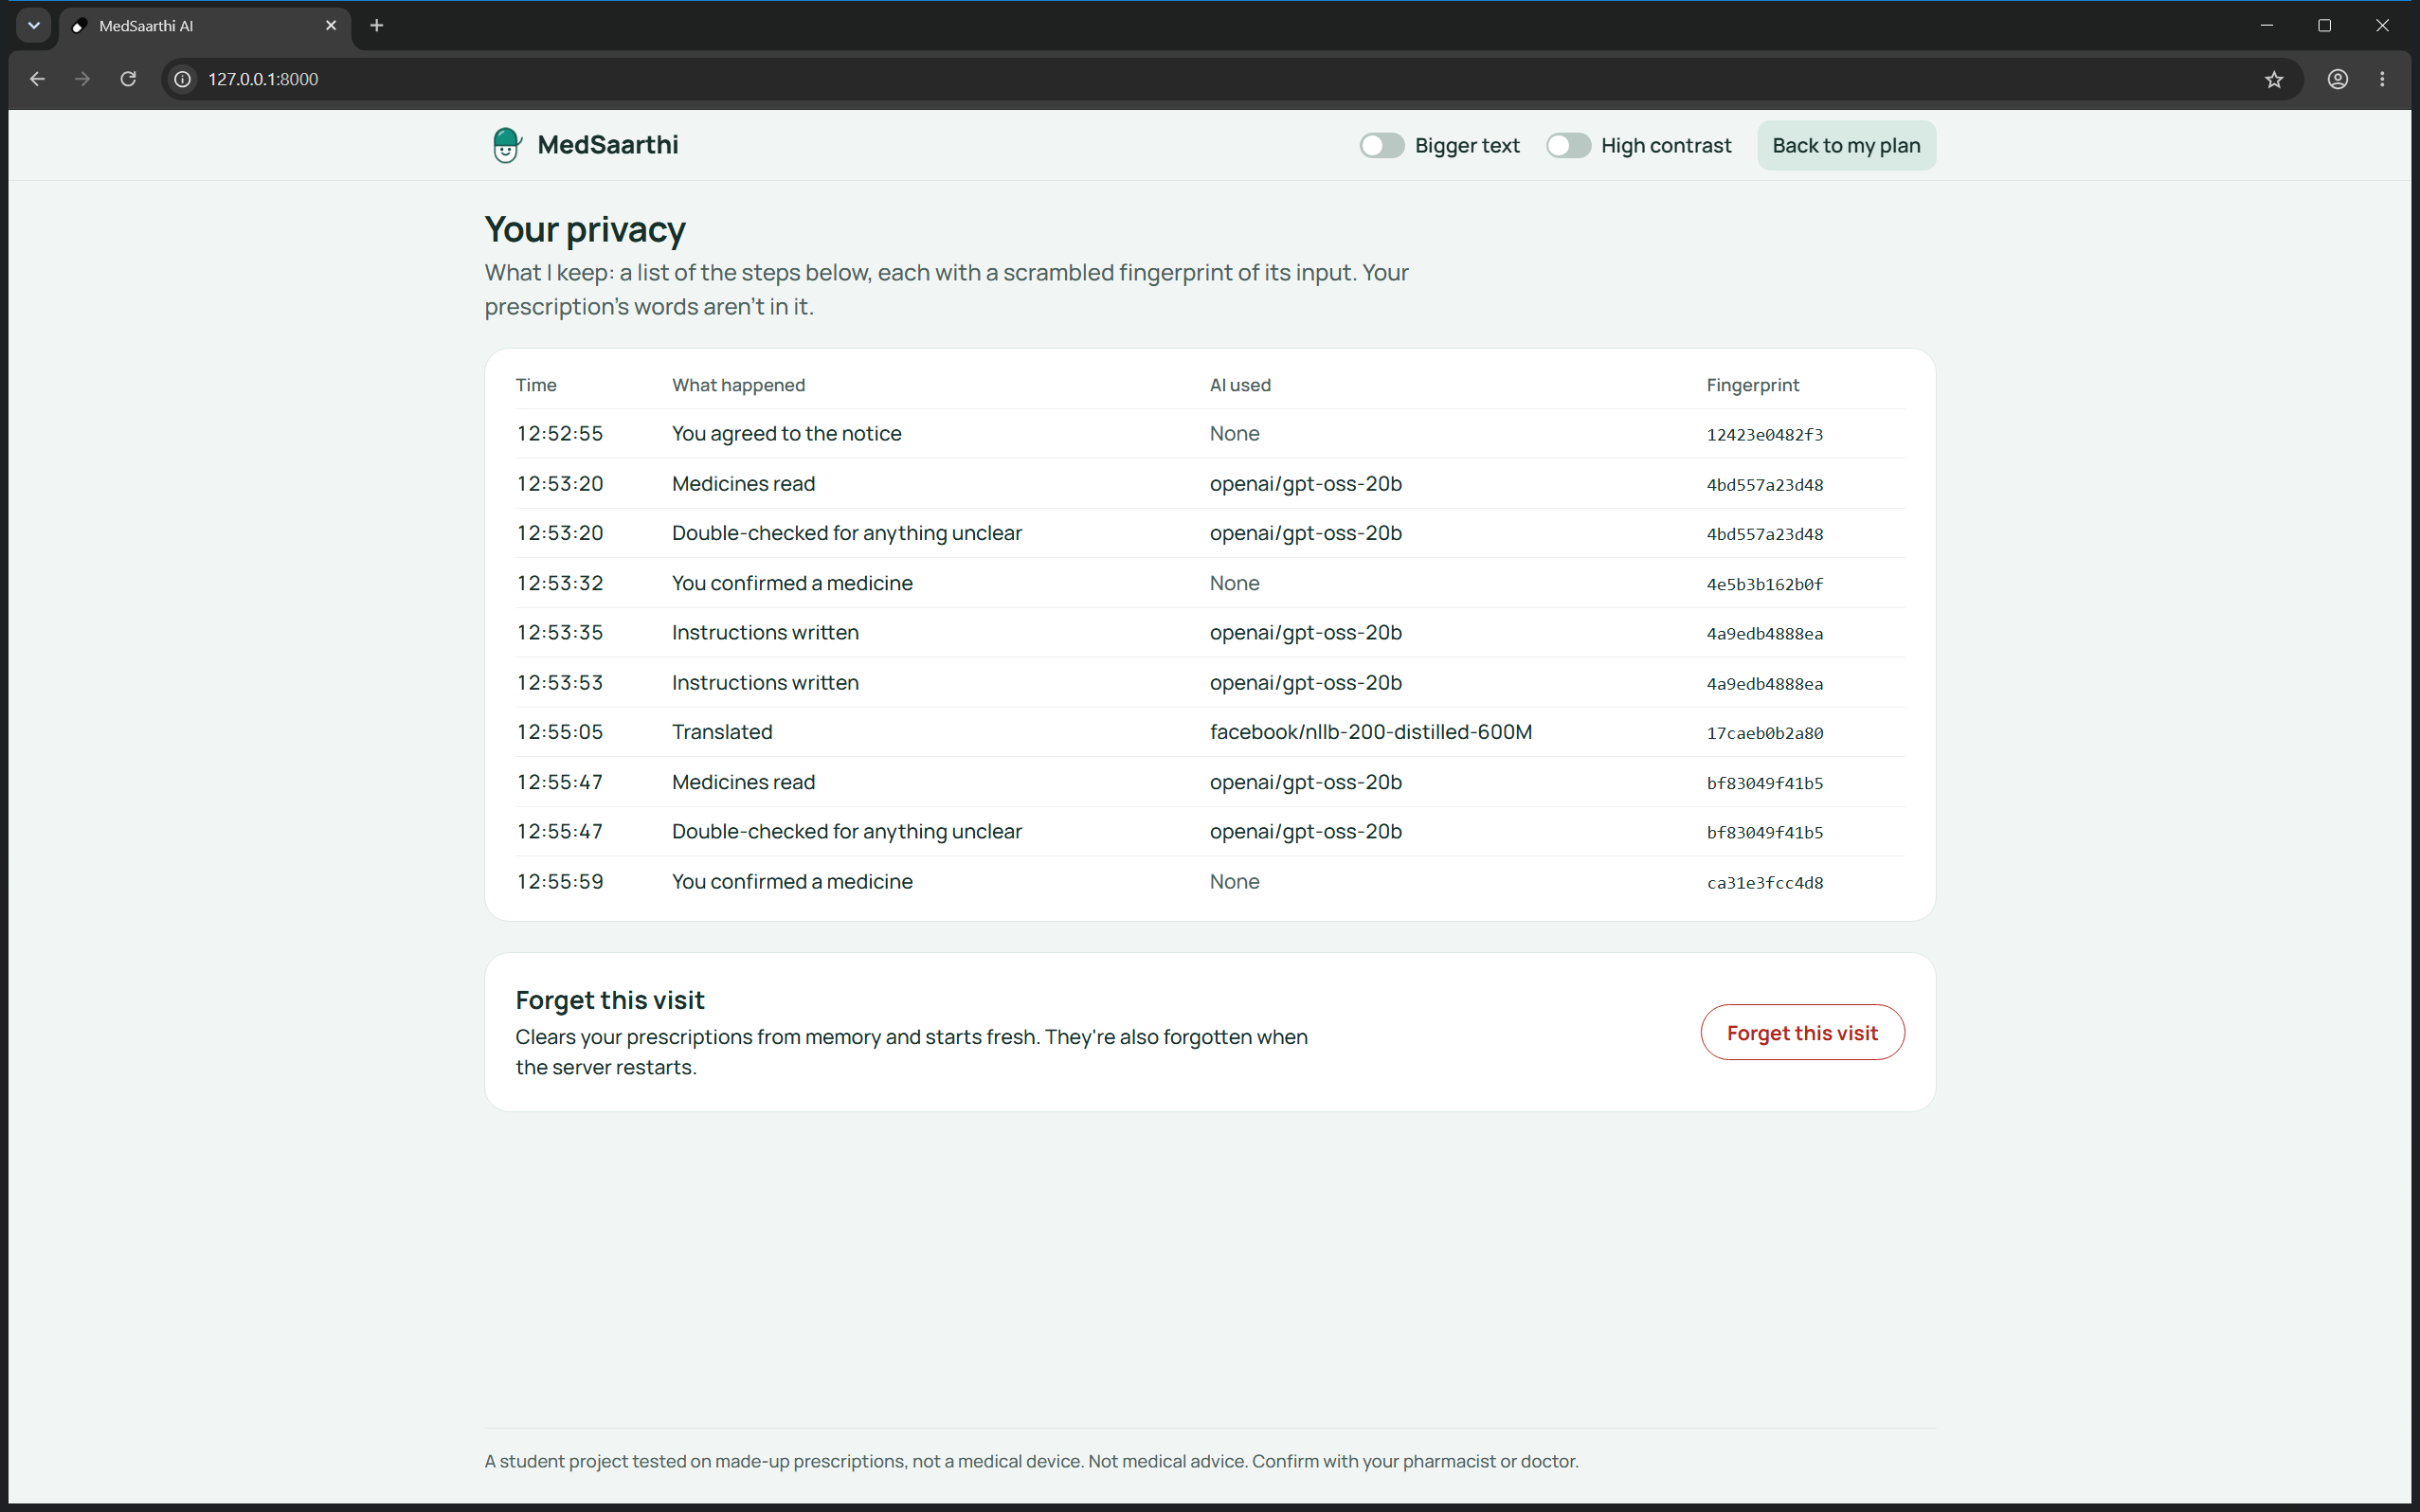 MedSaarthi AI
127.0.0.1:8000
MedSaarthi
Bigger text
High contrast
Back to my plan
Your privacy
What I keep: a list of the steps below, each with a scrambled fingerprint of its input. Your
prescription’s words aren’t in it.
Time What happened AI used Fingerprint
12:52:55 You agreed to the notice None 12423e0482f3
12:53:20 Medicines read openai/gpt-oss-20b 4bd557a23d48
12:53:20 Double-checked for anything unclear openai/gpt-oss-20b 4bd557a23d48
12:53:32 You confirmed a medicine None 4e5b3b162b0f
12:53:35 Instructions written openai/gpt-oss-20b 4a9edb4888ea
12:53:53 Instructions written openai/gpt-oss-20b 4a9edb4888ea
12:55:05 Translated facebook/nllb-200-distilled-600M 17caeb0b2a80
12:55:47 Medicines read openai/gpt-oss-20b bf83049f41b5
12:55:47 Double-checked for anything unclear openai/gpt-oss-20b bf83049f41b5
12:55:59 You confirmed a medicine None ca31e3fcc4d8
Forget this visit
Clears your prescriptions from memory and starts fresh. They're also forgotten when
the server restarts.
Forget this visit
A student project tested on made-up prescriptions, not a medical device. Not medical advice. Confirm with your pharmacist or doctor.